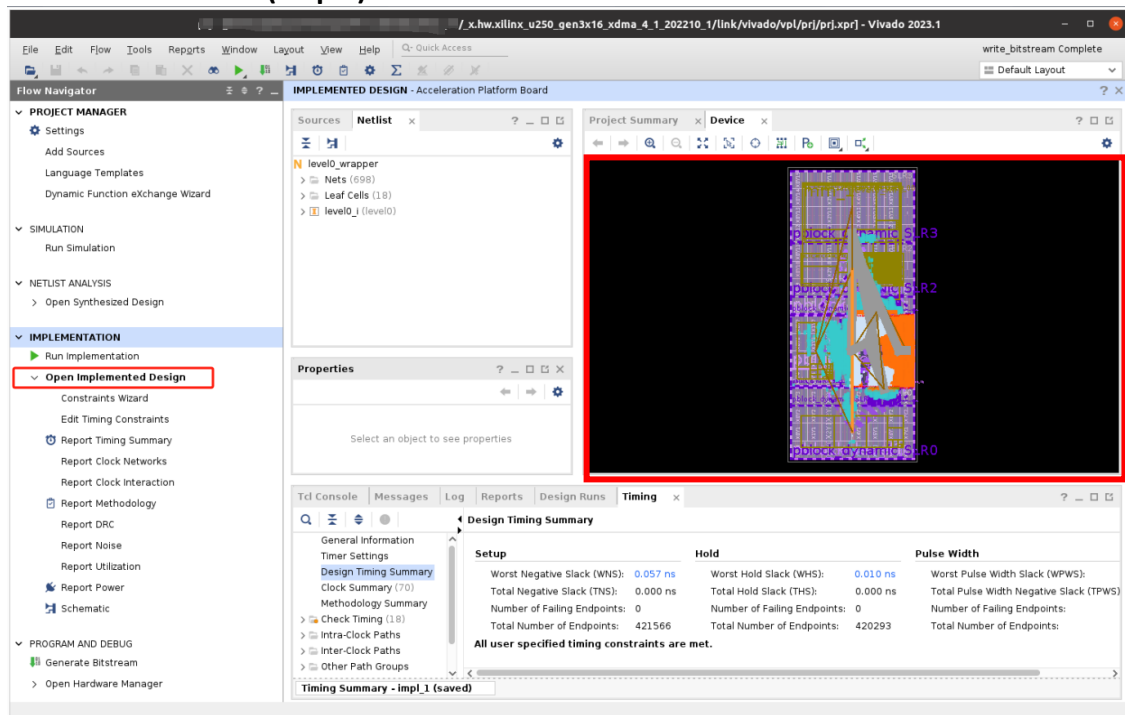 /_x.hw.xilinx_u250_gen3x16_xdma_4_1_202210_1/link/vivado/vpl/prj/prj.xpr] - Vivado 2023.1
File Edit Flow Tools Reports Window Layout View Help Q- Quick Access write_bitstream Complete
Default Layout
Flow Navigator
IMPLEMENTED DESIGN - Acceleration Platform Board
PROJECT MANAGER
Settings
Add Sources
Language Templates
Dynamic Function eXchange Wizard
SIMULATION
Run Simulation
NETLIST ANALYSIS
Open Synthesized Design
IMPLEMENTATION
Run Implementation
Open Implemented Design
Constraints Wizard
Edit Timing Constraints
Report Timing Summary
Report Clock Networks
Report Clock Interaction
Report Methodology
Report DRC
Report Noise
Report Utilization
Report Power
Schematic
PROGRAM AND DEBUG
Generate Bitstream
Open Hardware Manager
Sources Netlist
N level0_wrapper
Nets (698)
Leaf Cells (18)
level0_i (level0)
Properties
Select an object to see properties
Project Summary Device
SLR3
SLR2
pblock_dynamic_SLR0
Tcl Console Messages Log Reports Design Runs Timing
Design Timing Summary
General Information
Timer Settings
Design Timing Summary
Clock Summary (70)
Methodology Summary
Check Timing (18)
Intra-Clock Paths
Inter-Clock Paths
Other Path Groups
Setup Hold Pulse Width
Worst Negative Slack (WNS): 0.057 ns Worst Hold Slack (WHS): 0.010 ns Worst Pulse Width Slack (WPWS):
Total Negative Slack (TNS): 0.000 ns Total Hold Slack (THS): 0.000 ns Total Pulse Width Negative Slack (TPWS)
Number of Failing Endpoints: 0 Number of Failing Endpoints: 0 Number of Failing Endpoints:
Total Number of Endpoints: 421566 Total Number of Endpoints: 420293 Total Number of Endpoints:
All user specified timing constraints are met.
Timing Summary - impl_1 (saved)